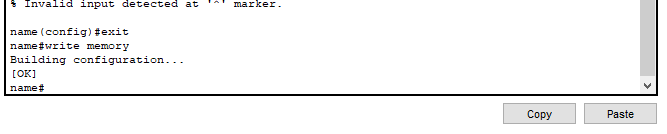 % Invalid input detected at '^' marker.
name(config)#exit
name#write memory
Building configuration...
[OK]
name#
Copy
Paste